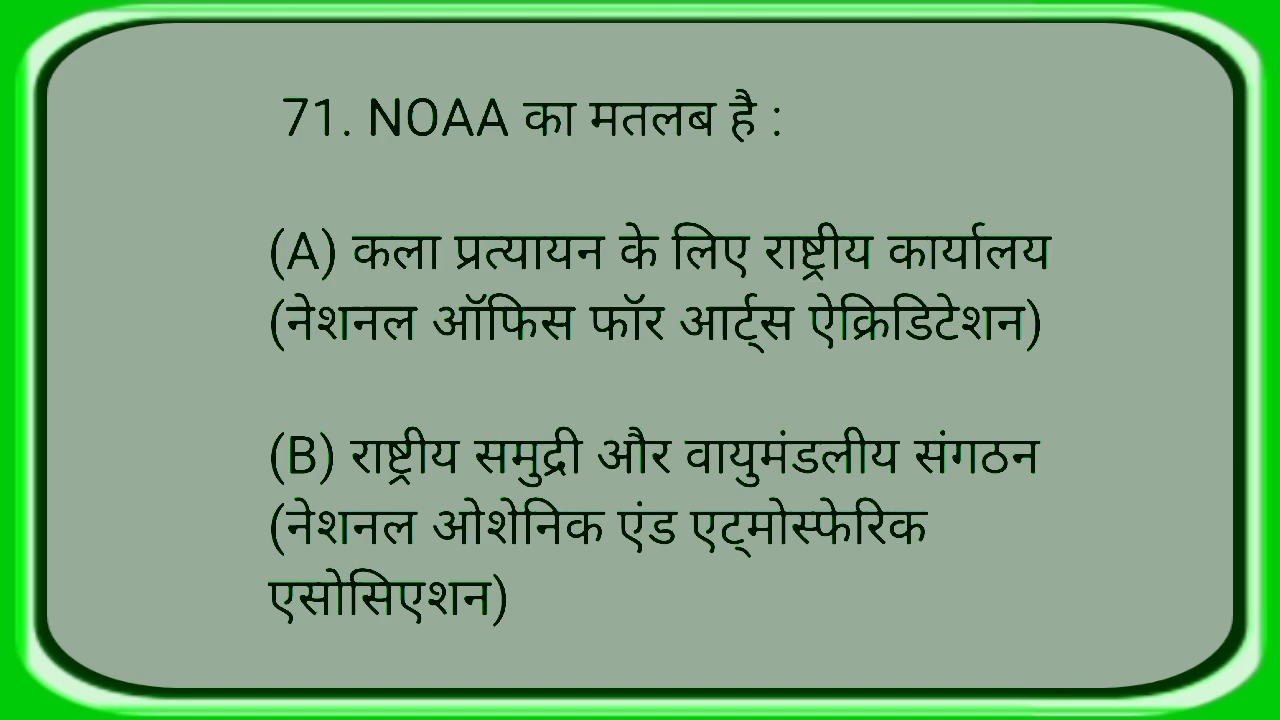 71. NOAA का मतलब है :
(A) कला प्रत्यायन के लिए राष्ट्रीय कार्यालय
(नेशनल ऑफिस फॉर आर्ट्स ऐक्रिडिटेशन)
(B) राष्ट्रीय समुद्री और वायुमंडलीय संगठन
(नेशनल ओशेनिक एंड एट्मोस्फेरिक
एसोसिएशन)